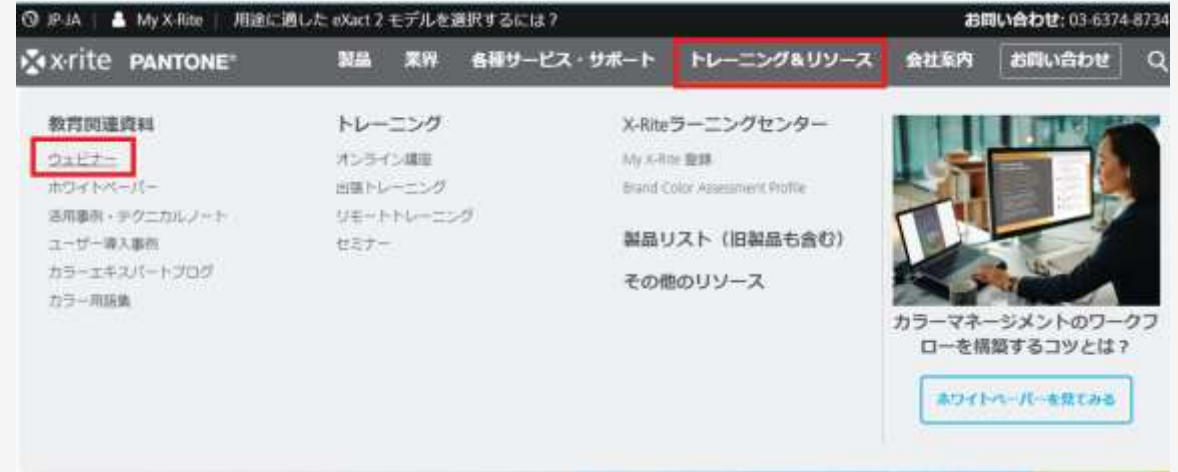 JP-JA | My X-Rite | 用途に適した eXact 2 モデルを選択するには？ お問い合わせ: 03-6374-8734
x·rite PANTONE® 製品 業界 各種サービス・サポート トレーニング&リソース 会社案内 お問い合わせ
教育関連資料
ウェビナー
ホワイトペーパー
活用事例・テクニカルノート
ユーザー導入事例
カラーエキスパートブログ
カラー用語集
トレーニング
オンライン講座
出張トレーニング
リモートトレーニング
セミナー
X-Riteラーニングセンター
My X-Rite 登録
Brand Color Assessment Profile
製品リスト（旧製品も含む）
その他のリソース
カラーマネージメントのワークフ
ローを構築するコツとは？
ホワイトペーパーを見てみる